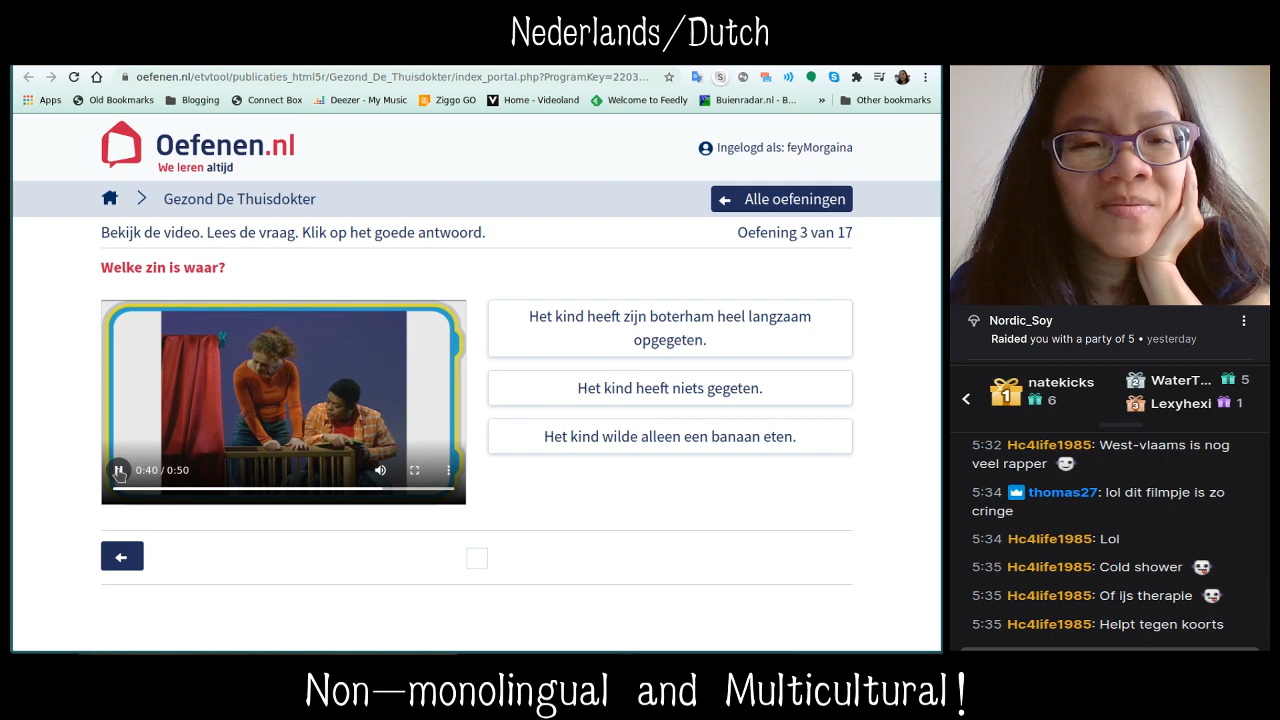 Nederlands/Dutch
oefenen.nl/etvtool/publicaties_html5r/Gezond_De_Thuisdokter/index_portal.php?ProgramKey=2203...
Apps
Old Bookmarks
Blogging
Connect Box
Deezer - My Music
Ziggo GO
Home - Videoland
Welcome to Feedly
Buienradar.nl - B...
»
Other bookmarks
Oefenen.nl
We leren altijd
Ingelogd als: feyMorgaina
Gezond De Thuisdokter
Alle oefeningen
Bekijk de video. Lees de vraag. Klik op het goede antwoord.
Oefening 3 van 17
Welke zin is waar?
0:40 / 0:50
Het kind heeft zijn boterham heel langzaam
opgegeten.
Het kind heeft niets gegeten.
Het kind wilde alleen een banaan eten.
Nordic_Soy
Raided you with a party of 5 • yesterday
1
natekicks
6
2
WaterT...
5
3
Lexyhexi
1
5:32 Hc4life1985: West-vlaams is nog
veel rapper
5:34 thomas27: lol dit filmpje is zo
cringe
5:34 Hc4life1985: Lol
5:35 Hc4life1985: Cold shower
5:35 Hc4life1985: Of ijs therapie
5:35 Hc4life1985: Helpt tegen koorts
Non-monolingual and Multicultural!